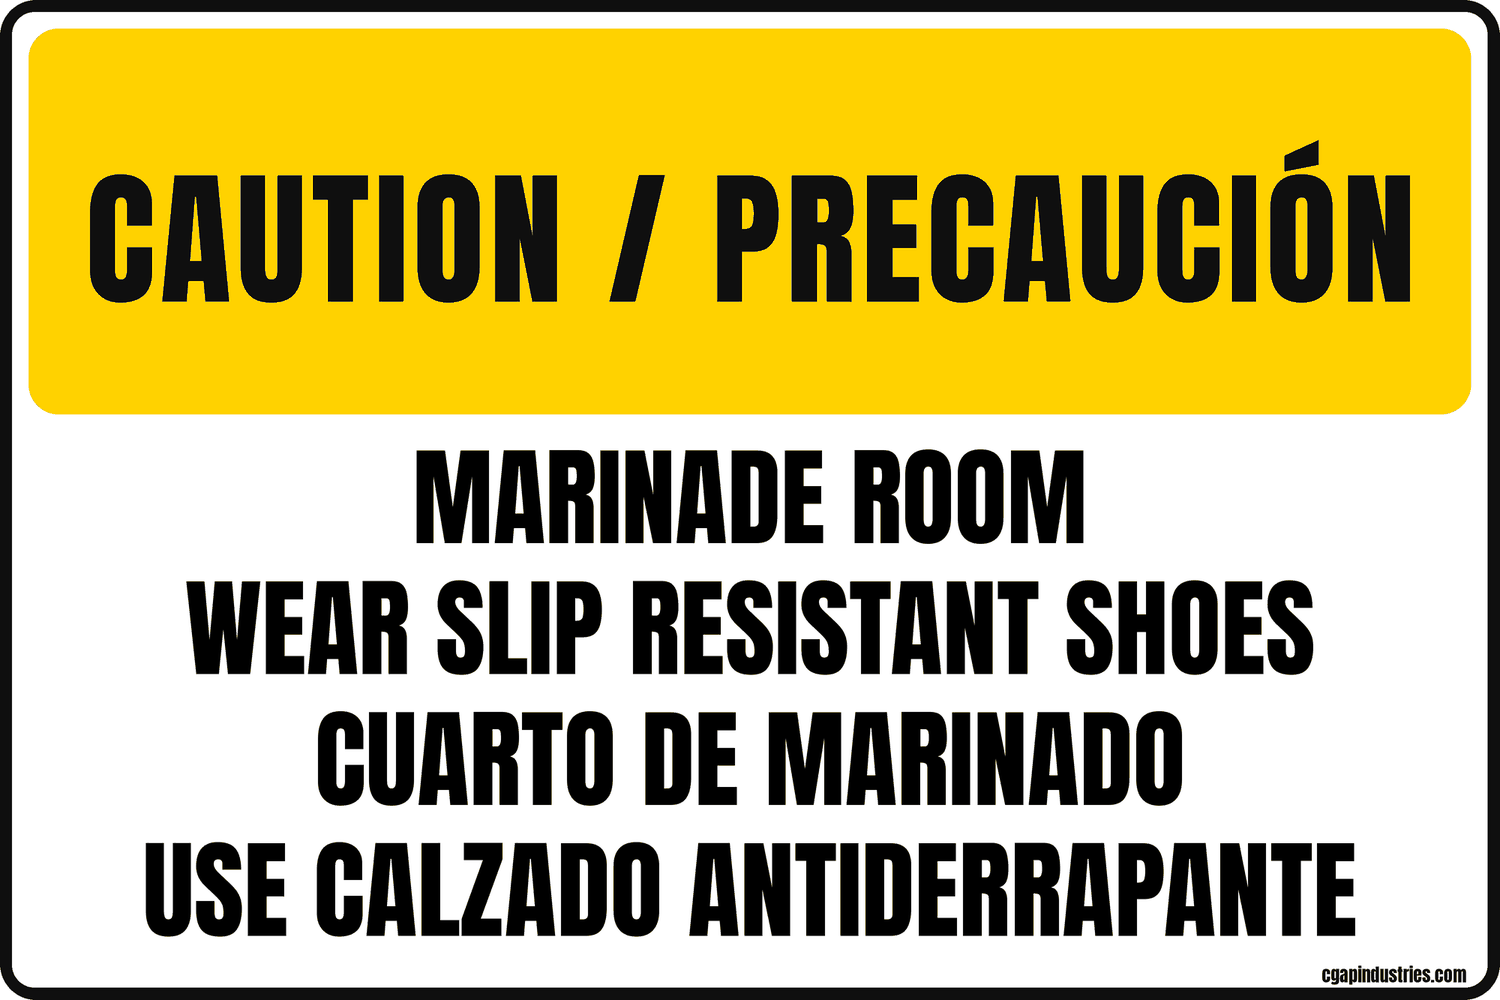 CAUTION / PRECAUCIÓN
MARINADE ROOM
WEAR SLIP RESISTANT SHOES
CUARTO DE MARINADO
USE CALZADO ANTIDERRAPANTE
cgapindustries.com